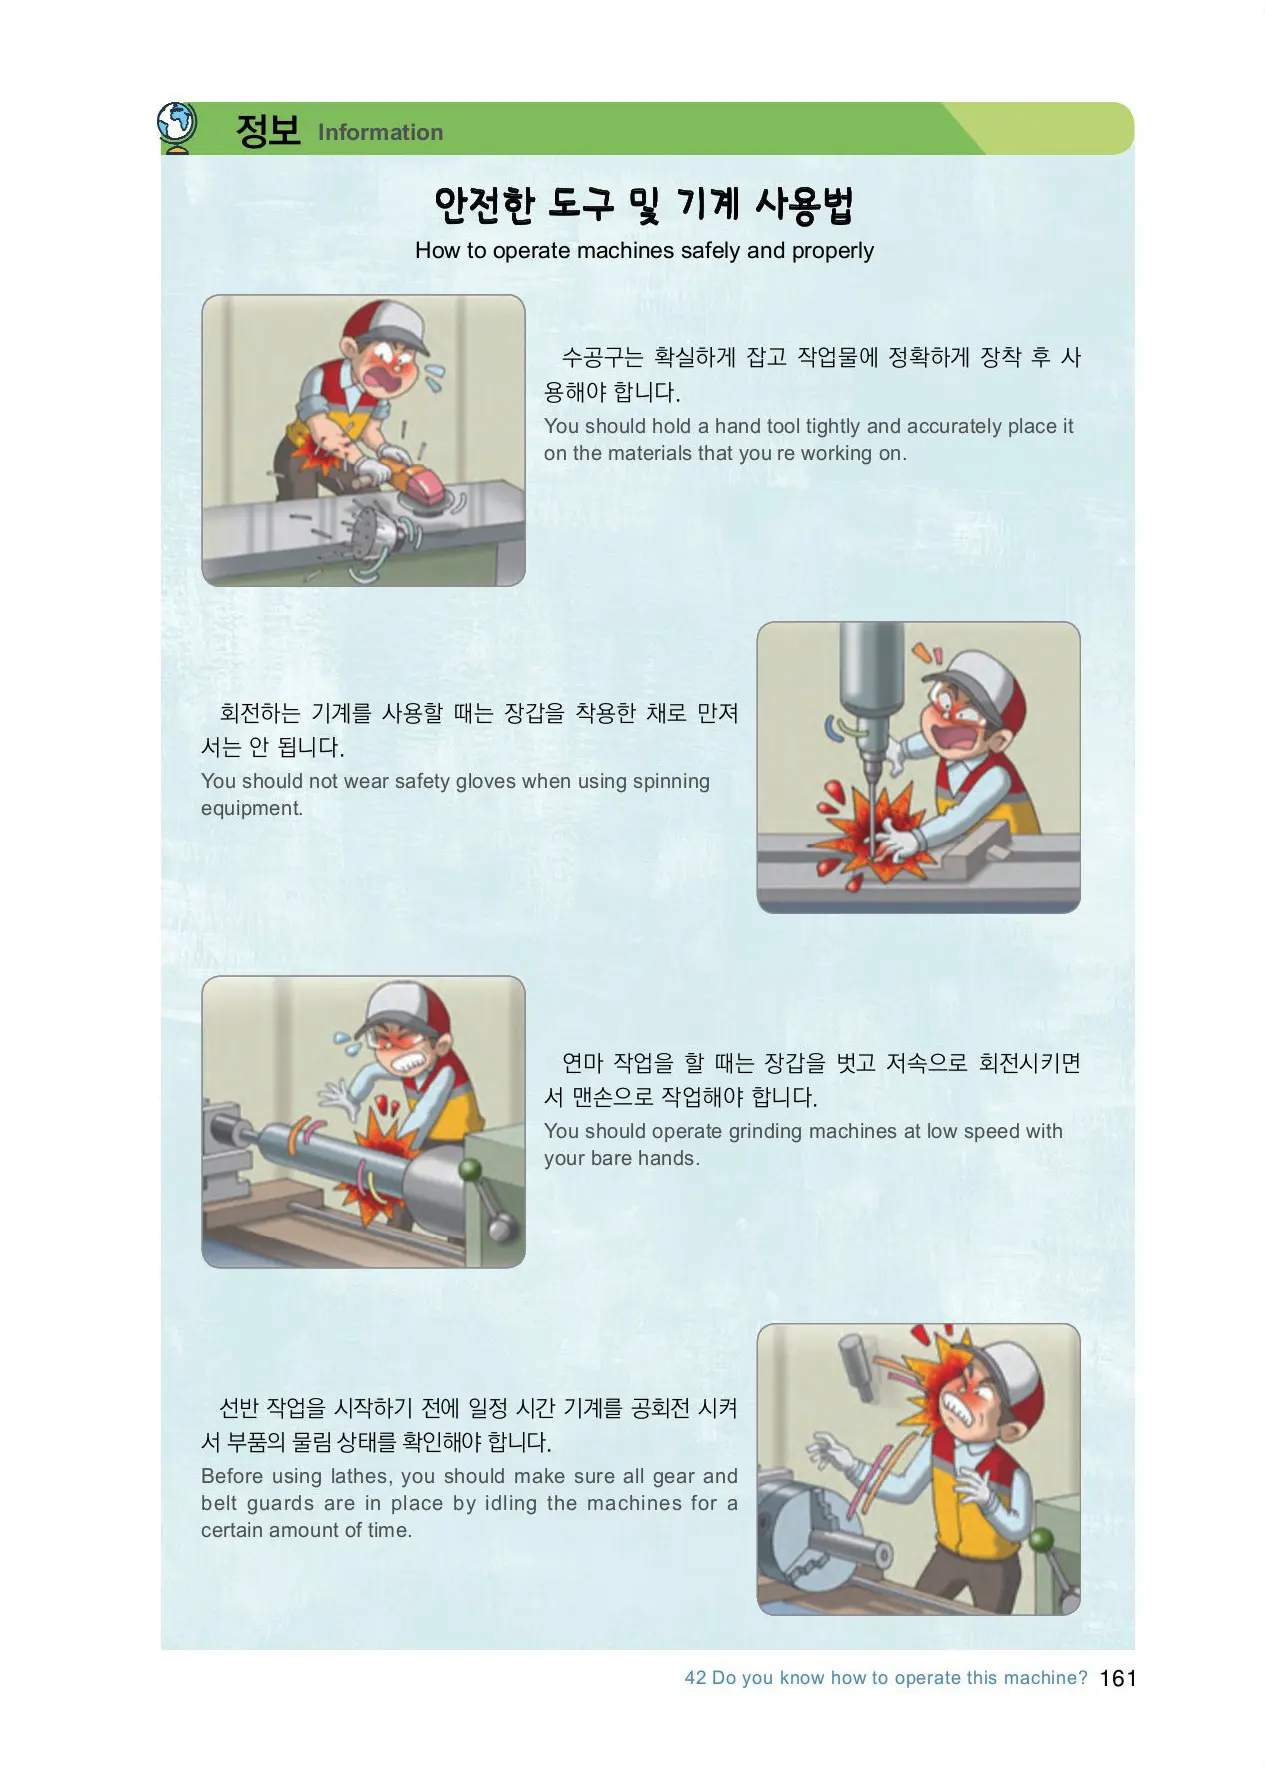 정보 Information
안전한 도구 및 기계 사용법
How to operate machines safely and properly
수공구는 확실하게 잡고 작업물에 정확하게 장착 후 사
용해야 합니다.
You should hold a hand tool tightly and accurately place it
on the materials that you re working on.
회전하는 기계를 사용할 때는 장갑을 착용한 채로 만져
서는 안 됩니다.
You should not wear safety gloves when using spinning
equipment.
연마 작업을 할 때는 장갑을 벗고 저속으로 회전시키면
서 맨손으로 작업해야 합니다.
You should operate grinding machines at low speed with
your bare hands.
선반 작업을 시작하기 전에 일정 시간 기계를 공회전 시켜
서 부품의 물림 상태를 확인해야 합니다.
Before using lathes, you should make sure all gear and
belt guards are in place by idling the machines for a
certain amount of time.
42 Do you know how to operate this machine? 161